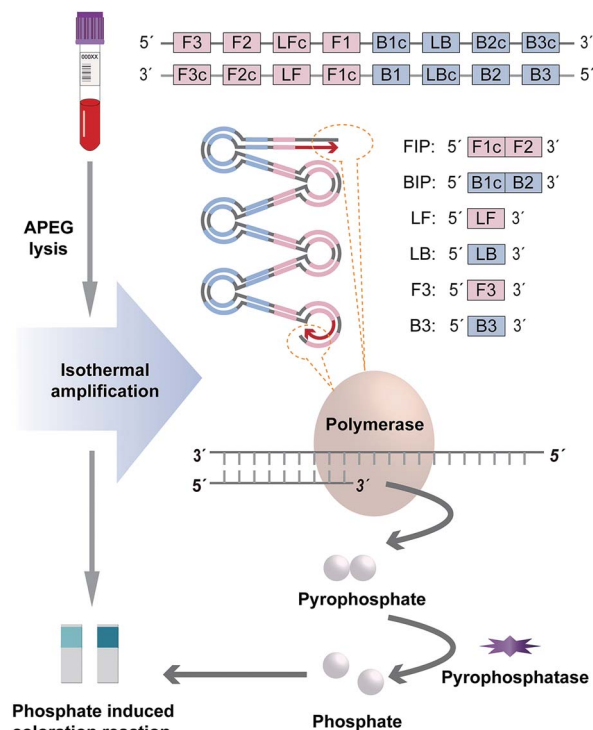 5´ F3 F2 LFc F1 B1c LB B2c B3c 3´
3´ F3c F2c LF F1c B1 LBc B2 B3 5´
000XX
FIP: 5´ F1c F2 3´
BIP: 5´ B1c B2 3´
LF: 5´ LF 3´
LB: 5´ LB 3´
F3: 5´ F3 3´
B3: 5´ B3 3´
APEG
lysis
Isothermal
amplification
Polymerase
3´ 5´
5´ 3´
Pyrophosphate
Pyrophosphatase
Phosphate
Phosphate induced
coloration reaction